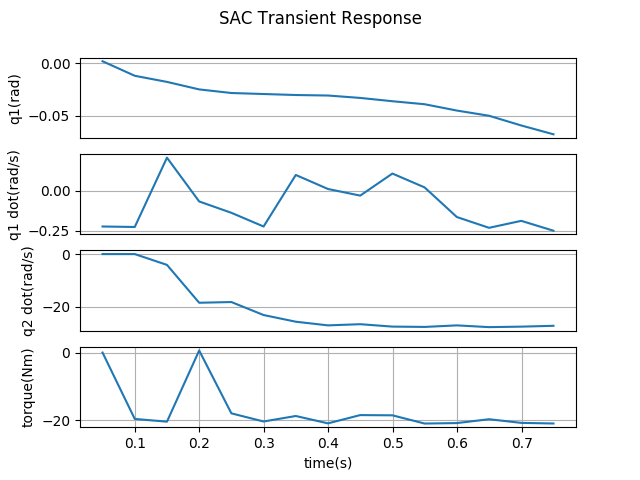 SAC Transient Response
0.00
−0.05
q1(rad)
0.00
−0.25
q1 dot(rad/s)
0
−20
q2 dot(rad/s)
0
−20
torque(Nm)
0.1 0.2 0.3 0.4 0.5 0.6 0.7
time(s)